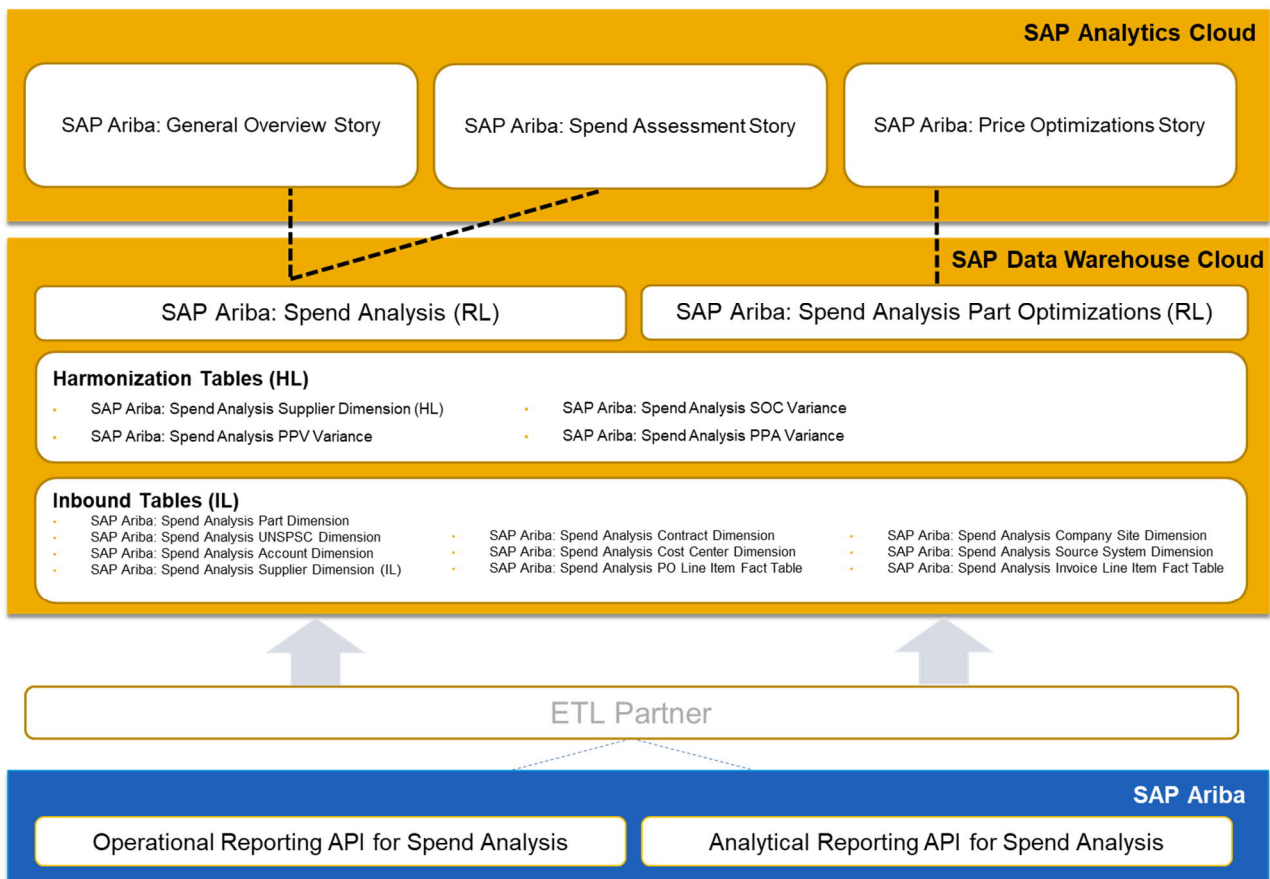 SAP Analytics Cloud
SAP Ariba: General Overview Story
SAP Ariba: Spend Assessment Story
SAP Ariba: Price Optimizations Story
SAP Data Warehouse Cloud
SAP Ariba: Spend Analysis (RL)
SAP Ariba: Spend Analysis Part Optimizations (RL)
Harmonization Tables (HL)
SAP Ariba: Spend Analysis Supplier Dimension (HL)
SAP Ariba: Spend Analysis PPV Variance
SAP Ariba: Spend Analysis SOC Variance
SAP Ariba: Spend Analysis PPA Variance
Inbound Tables (IL)
SAP Ariba: Spend Analysis Part Dimension
SAP Ariba: Spend Analysis UNSPSC Dimension
SAP Ariba: Spend Analysis Account Dimension
SAP Ariba: Spend Analysis Supplier Dimension (IL)
SAP Ariba: Spend Analysis Contract Dimension
SAP Ariba: Spend Analysis Cost Center Dimension
SAP Ariba: Spend Analysis PO Line Item Fact Table
SAP Ariba: Spend Analysis Company Site Dimension
SAP Ariba: Spend Analysis Source System Dimension
SAP Ariba: Spend Analysis Invoice Line Item Fact Table
ETL Partner
SAP Ariba
Operational Reporting API for Spend Analysis
Analytical Reporting API for Spend Analysis